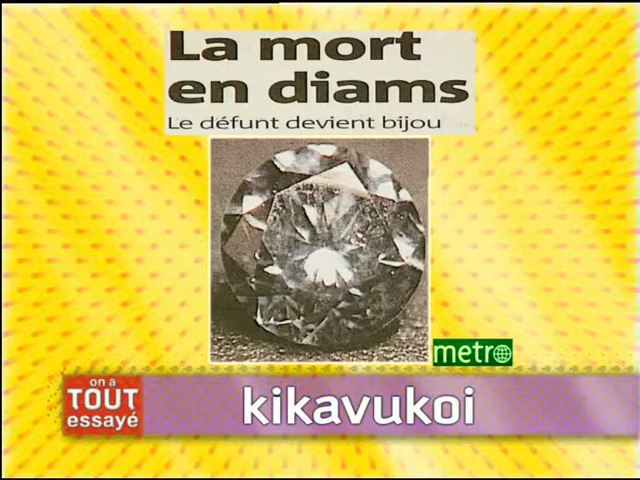 La mort
en diams
Le défunt devient bijou
metro
on a
TOUT
essayé
kikavukoi